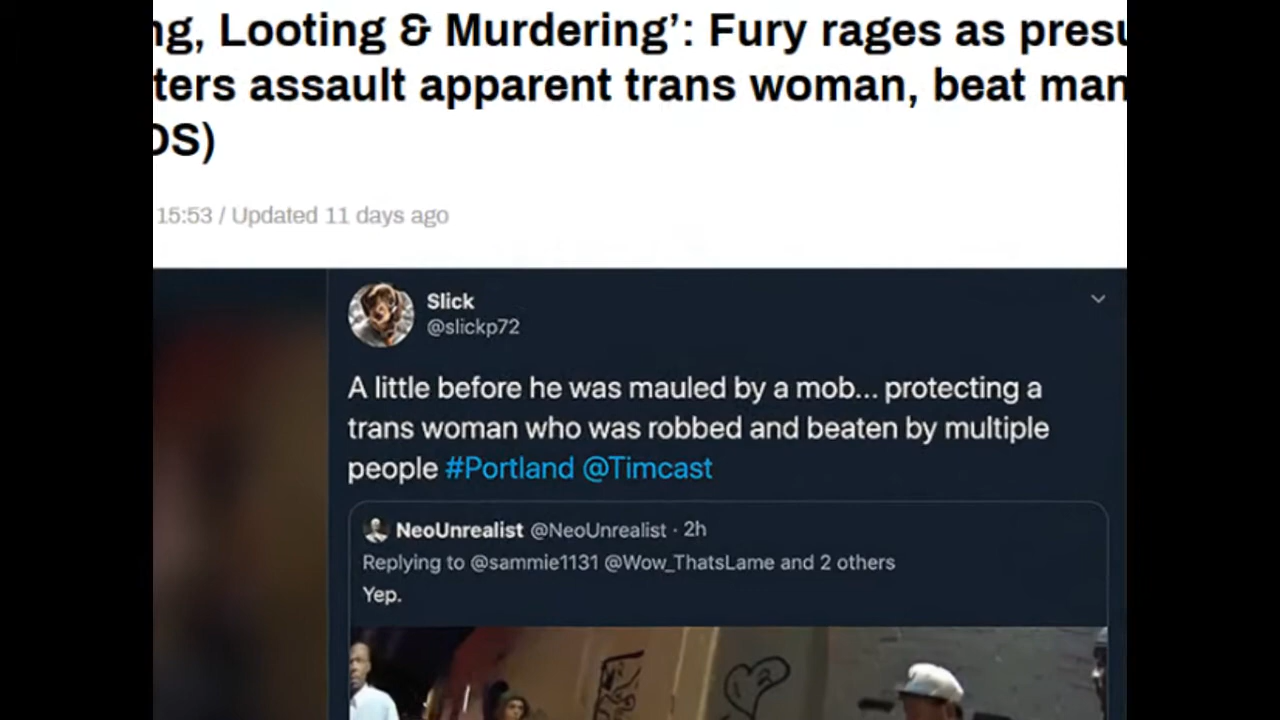 ng, Looting & Murdering’: Fury rages as presu
ters assault apparent trans woman, beat man
OS)
15:53 / Updated 11 days ago
Slick
@slickp72
A little before he was mauled by a mob... protecting a
trans woman who was robbed and beaten by multiple
people #Portland @Timcast
NeoUnrealist @NeoUnrealist · 2h
Replying to @sammie1131 @Wow_ThatsLame and 2 others
Yep.